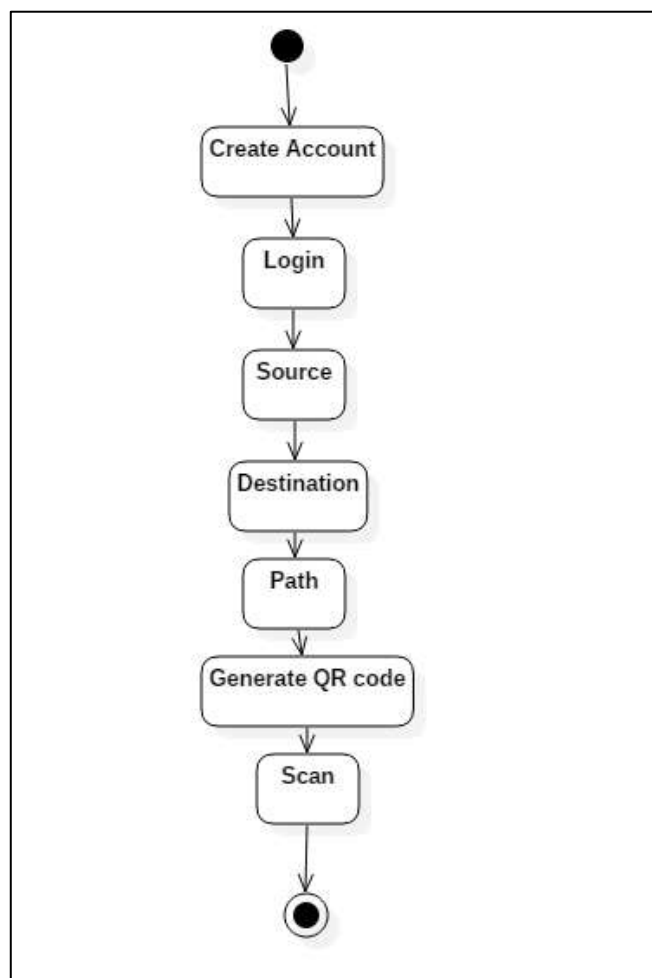 Create Account
Login
Source
Destination
Path
Generate QR code
Scan